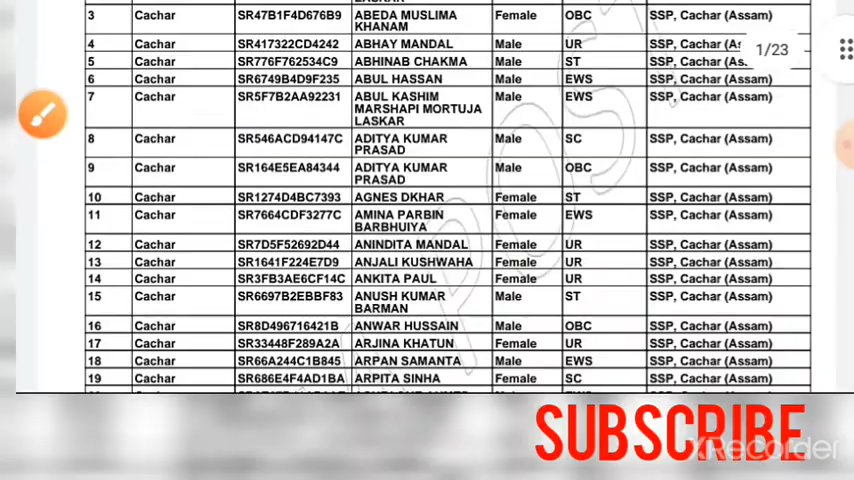 3 Cachar SR47B1F4D676B9 ABEDA MUSLIMA Female OBC SSP, Cachar (Assam)
KHANAM
4 Cachar SR417322CD4242 ABHAY MANDAL Male UR SSP, Cachar
1/23
5 Cachar SR776F762534C9 ABHINAB CHAKMA Male ST SSP, Cachar
6 Cachar SR6749B4D9F235 ABUL HASSAN Male EWS SSP, Cachar (Assam)
7 Cachar SR5F7B2AA92231 ABUL KASHIM Male EWS SSP, Cachar (Assam)
MARSHAPI MORTUJA
LASKAR
8 Cachar SR546ACD94147C ADITYA KUMAR Male SC SSP, Cachar (Assam)
PRASAD
9 Cachar SR164E5EA84344 ADITYA KUMAR Male OBC SSP, Cachar (Assam)
PRASAD
10 Cachar SR1274D4BC7393 AGNES DKHAR Female ST SSP, Cachar (Assam)
11 Cachar SR7664CDF3277C AMINA PARBIN Female EWS SSP, Cachar (Assam)
BARBHUIYA
12 Cachar SR7D5F52692D44 ANINDITA MANDAL Female UR SSP, Cachar (Assam)
13 Cachar SR1641F224E7D9 ANJALI KUSHWAHA Female UR SSP, Cachar (Assam)
14 Cachar SR3FB3AE6CF14C ANKITA PAUL Female UR SSP, Cachar (Assam)
15 Cachar SR6697B2EBBF83 ANUSH KUMAR Male ST SSP, Cachar (Assam)
BARMAN
16 Cachar SR8D496716421B ANWAR HUSSAIN Male OBC SSP, Cachar (Assam)
17 Cachar SR33448F289A2A ARJINA KHATUN Female UR SSP, Cachar (Assam)
18 Cachar SR66A244C1B845 ARPAN SAMANTA Male EWS SSP, Cachar (Assam)
19 Cachar SR686E4F4AD1BA ARPITA SINHA Female SC SSP, Cachar (Assam)
SUBSCRIBE
XRecorder